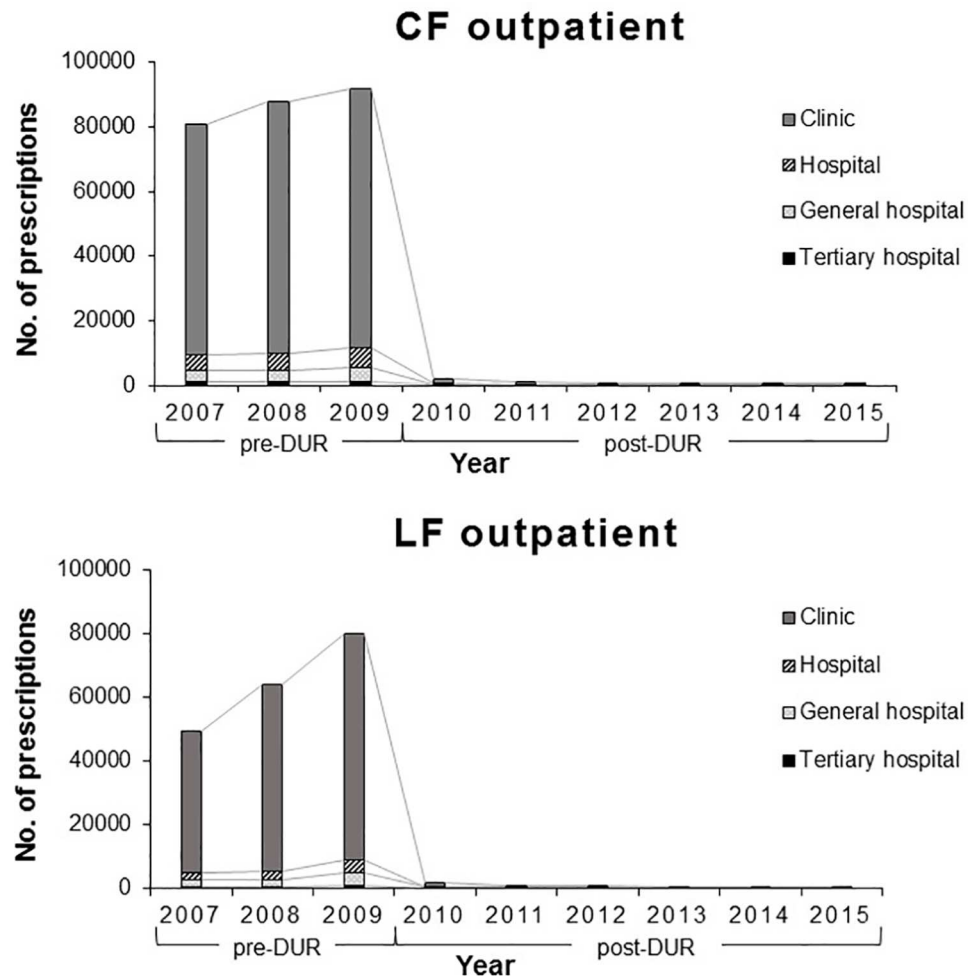 CF outpatient
100000
80000
60000
40000
20000
0
No. of prescriptions
Clinic
Hospital
General hospital
Tertiary hospital
2007 2008 2009 2010 2011 2012 2013 2014 2015
pre-DUR post-DUR
Year
LF outpatient
100000
80000
60000
40000
20000
0
No. of prescriptions
Clinic
Hospital
General hospital
Tertiary hospital
2007 2008 2009 2010 2011 2012 2013 2014 2015
pre-DUR post-DUR
Year